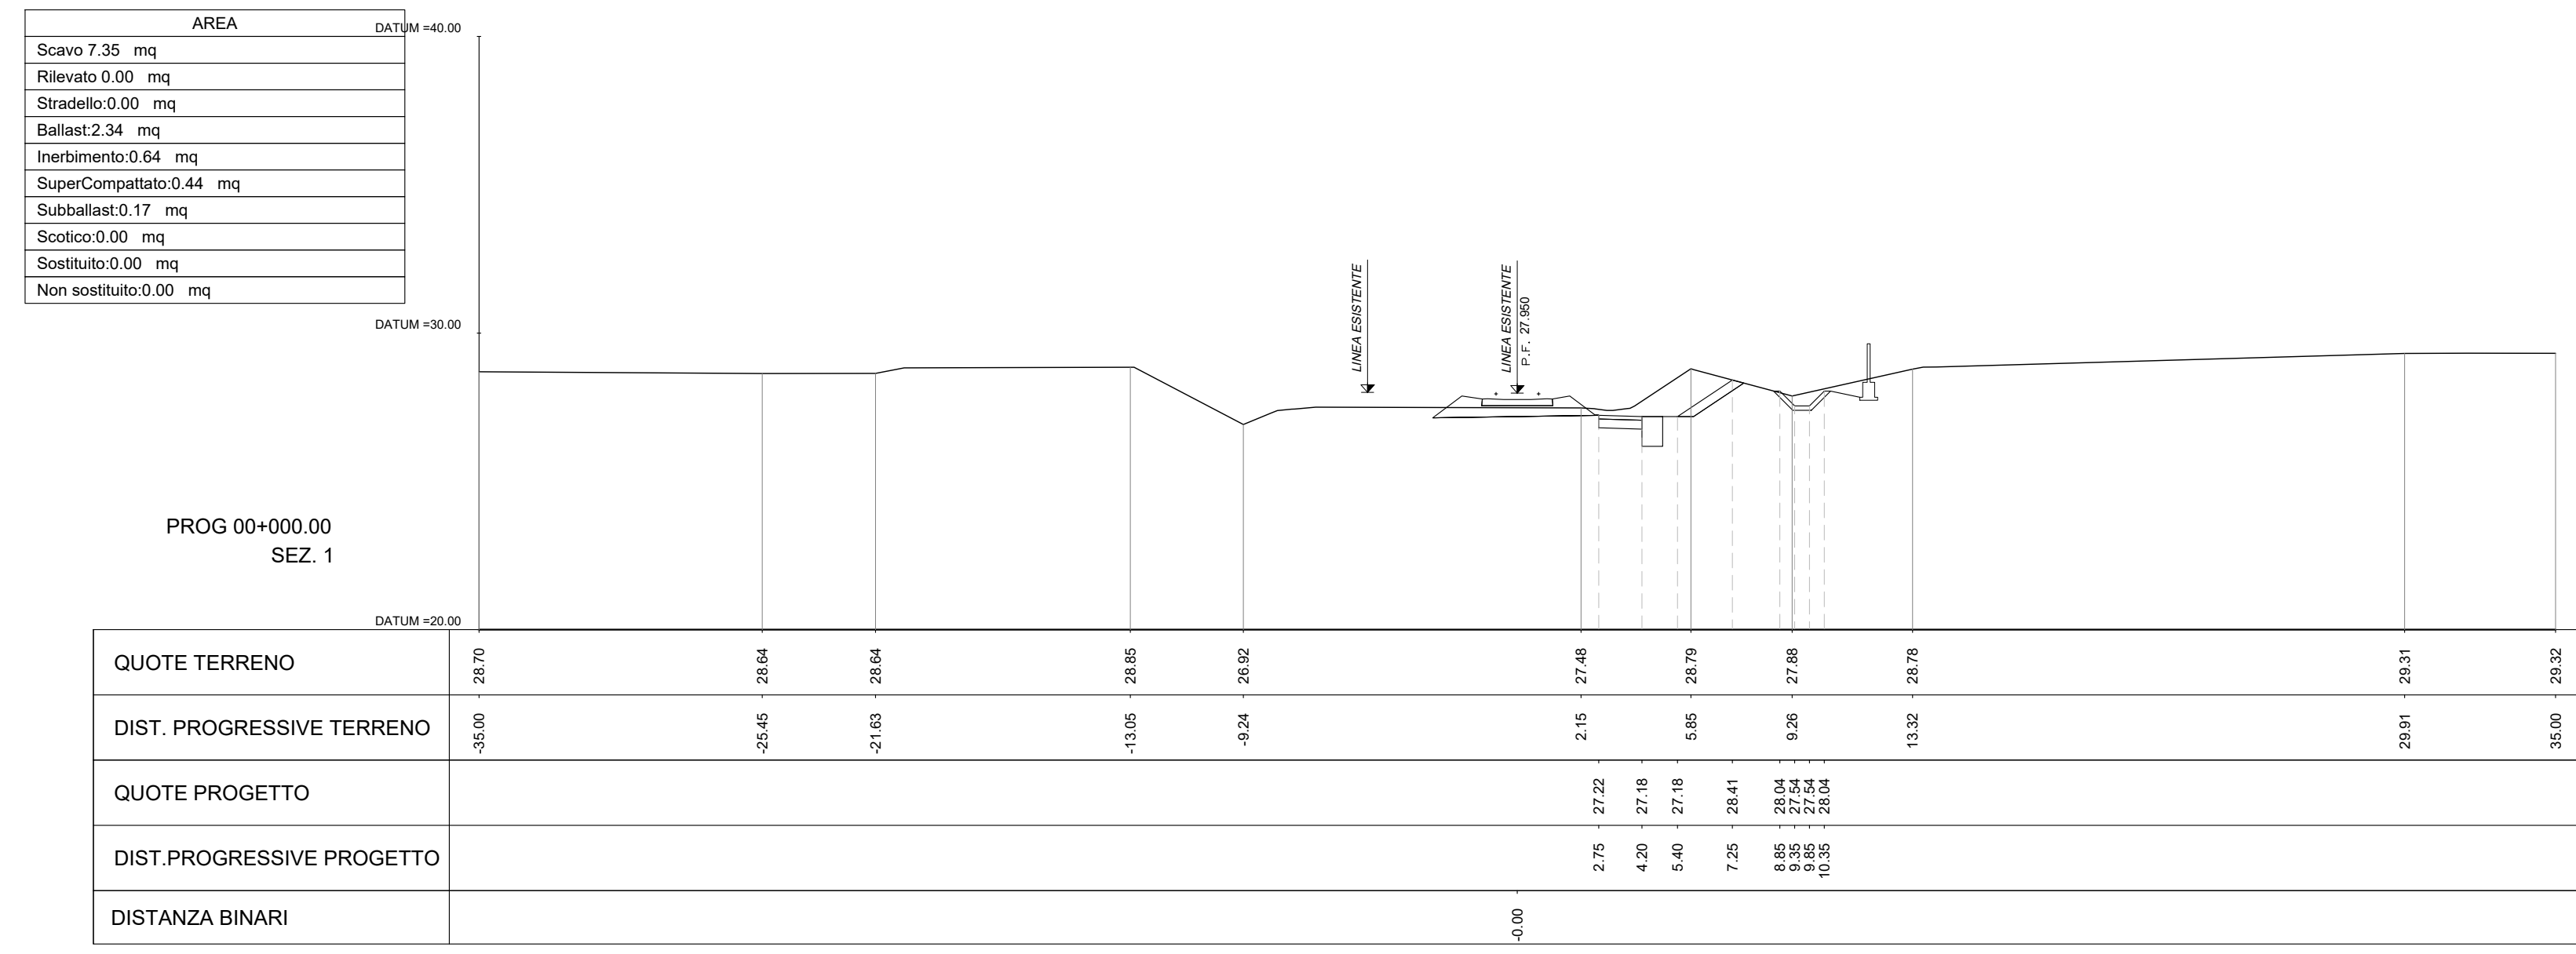 AREA
Scavo 7.35 mq
Rilevato 0.00 mq
Stradello:0.00 mq
Ballast:2.34 mq
Inerbimento:0.64 mq
SuperCompattato:0.44 mq
Subballast:0.17 mq
Scotico:0.00 mq
Sostituito:0.00 mq
Non sostituito:0.00 mq
DATUM =40.00
DATUM =30.00
DATUM =20.00
LINEA ESISTENTE
LINEA ESISTENTE
P.F. 27.950
PROG 00+000.00
SEZ. 1
QUOTE TERRENO 28.70 28.64 28.64 28.85 26.92 27.48 28.79 27.88 28.78 29.31 29.32
DIST. PROGRESSIVE TERRENO -35.00 -25.45 -21.63 -13.05 -9.24 2.15 5.85 9.26 13.32 29.91 35.00
QUOTE PROGETTO 27.22 27.18 27.18 28.41 28.04 27.54 27.54 28.04
DIST.PROGRESSIVE PROGETTO 2.75 4.20 5.40 7.25 8.85 9.35 9.85 10.35
DISTANZA BINARI -0.00